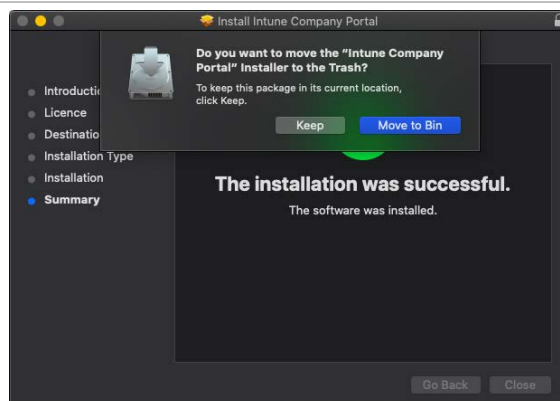 Install Intune Company Portal
Do you want to move the “Intune Company
Portal” Installer to the Trash?
To keep this package in its current location,
click Keep.
Keep
Move to Bin
Licence
Installation Type
Installation
Summary
The installation was successful.
The software was installed.
Go Back
Close